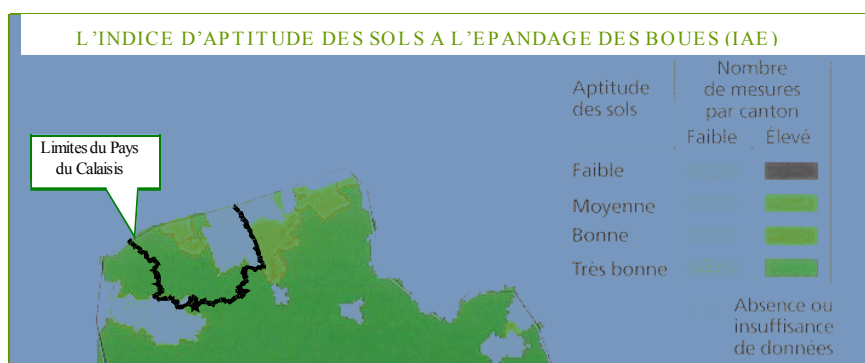 L'INDICE D'APTITUDE DES SOLS A L'EPANDAGE DES BOUES (IAE)
Limites du Pays
du Calaisis
Aptitude
des sols
Nombre
de mesures
par canton
Faible Élevé
Faible
Moyenne
Bonne
Très bonne
Absence ou
insuffisance
de données